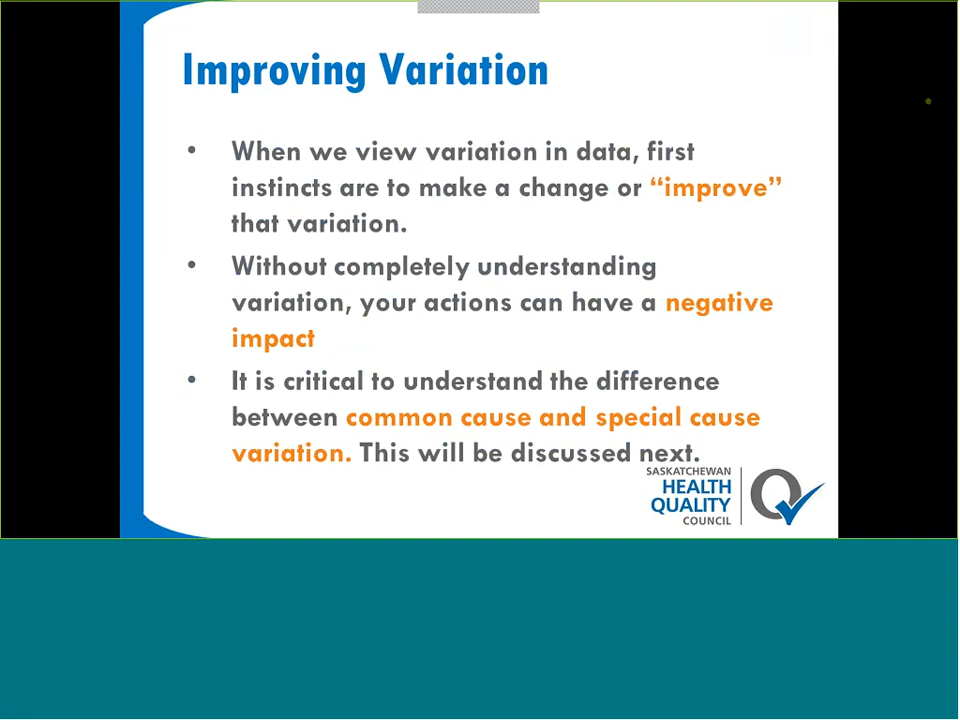 Improving Variation
• When we view variation in data, first
instincts are to make a change or “improve”
that variation.
• Without completely understanding
variation, your actions can have a negative
impact
• It is critical to understand the difference
between common cause and special cause
variation. This will be discussed next.
SASKATCHEWAN
HEALTH
QUALITY
COUNCIL